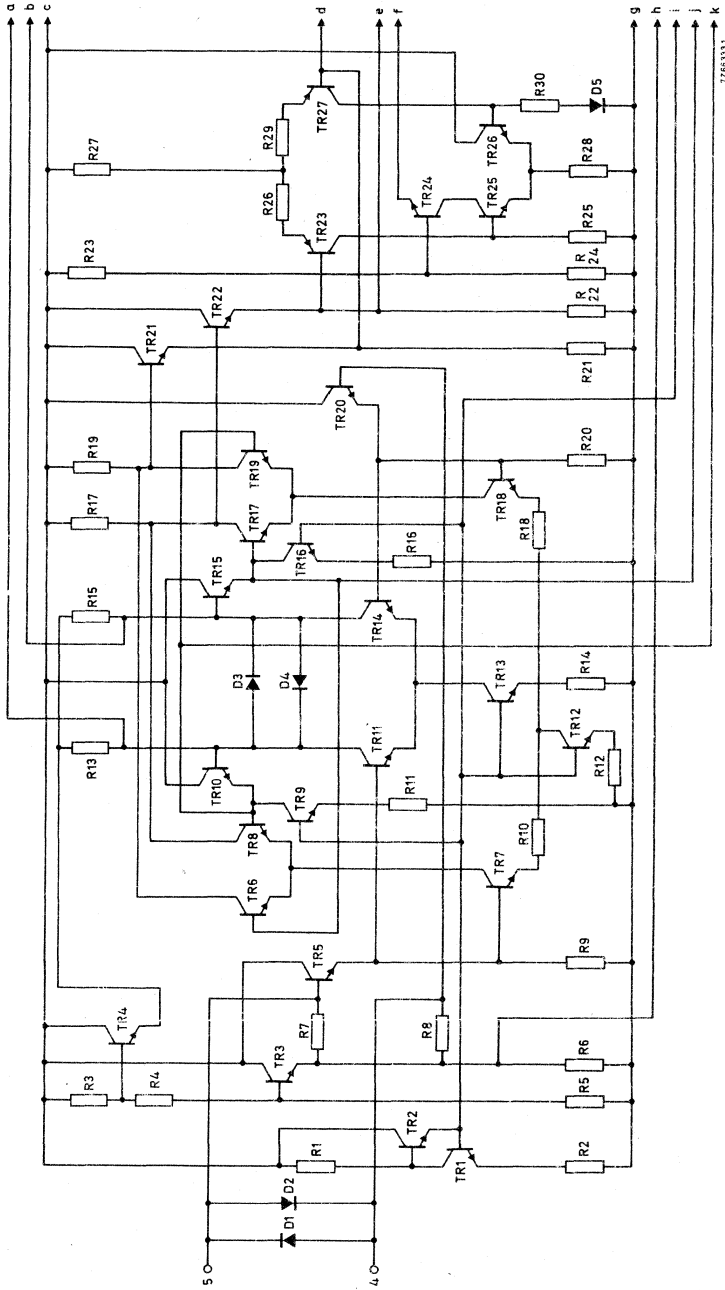 a
b
c
R3
R13
R15
R17
R19
R23
R27
TR4
R4
TR21
TR10
TR15
TR22
5
TR6
TR8
D3
TR17
TR19
R26
R29
TR3
D1
D2
R1
R7
TR5
TR9
D4
TR16
TR23
TR27
d
TR20
4
TR2
TR11
TR14
R11
R16
e
f
TR24
R8
TR1
TR7
TR13
TR18
TR25
TR26
R10
R18
R30
TR12
R2
R5
R6
R9
R12
R14
R20
R21
R
22
R
24
R25
R28
D5
g
h
i
j
k
7Z66333.1